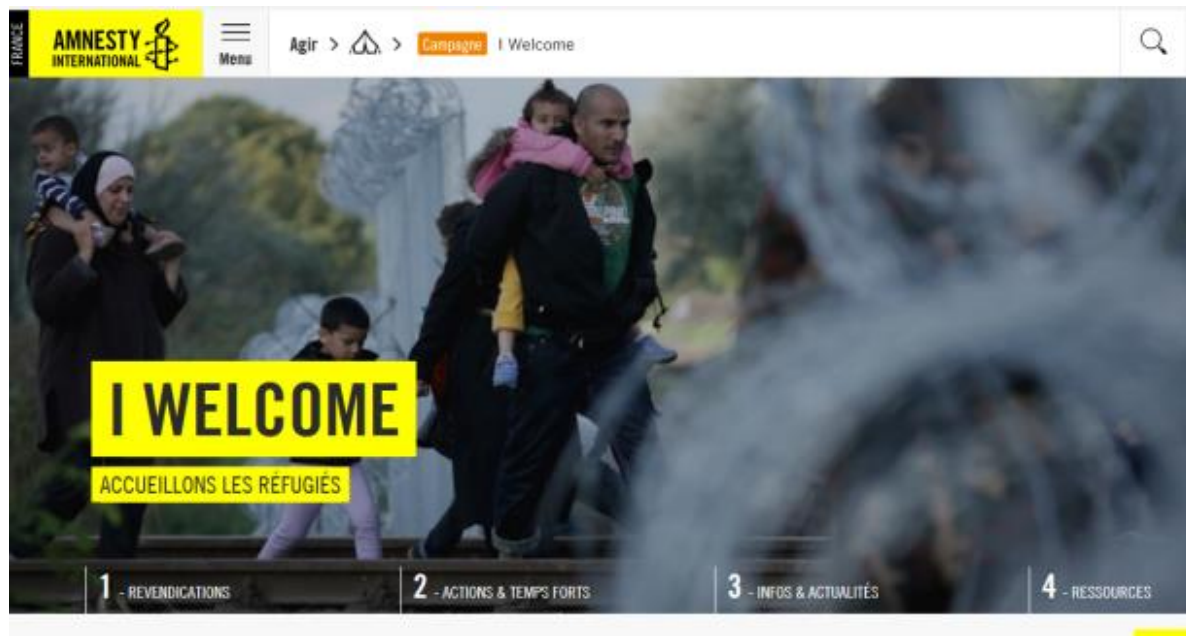 FRANCE
AMNESTY
INTERNATIONAL
Menu
Agir > > Campagne I Welcome
I WELCOME
ACCUEILLONS LES RÉFUGIÉS
1 - REVENDICATIONS
2 - ACTIONS & TEMPS FORTS
3 - INFOS & ACTUALITÉS
4 - RESSOURCES